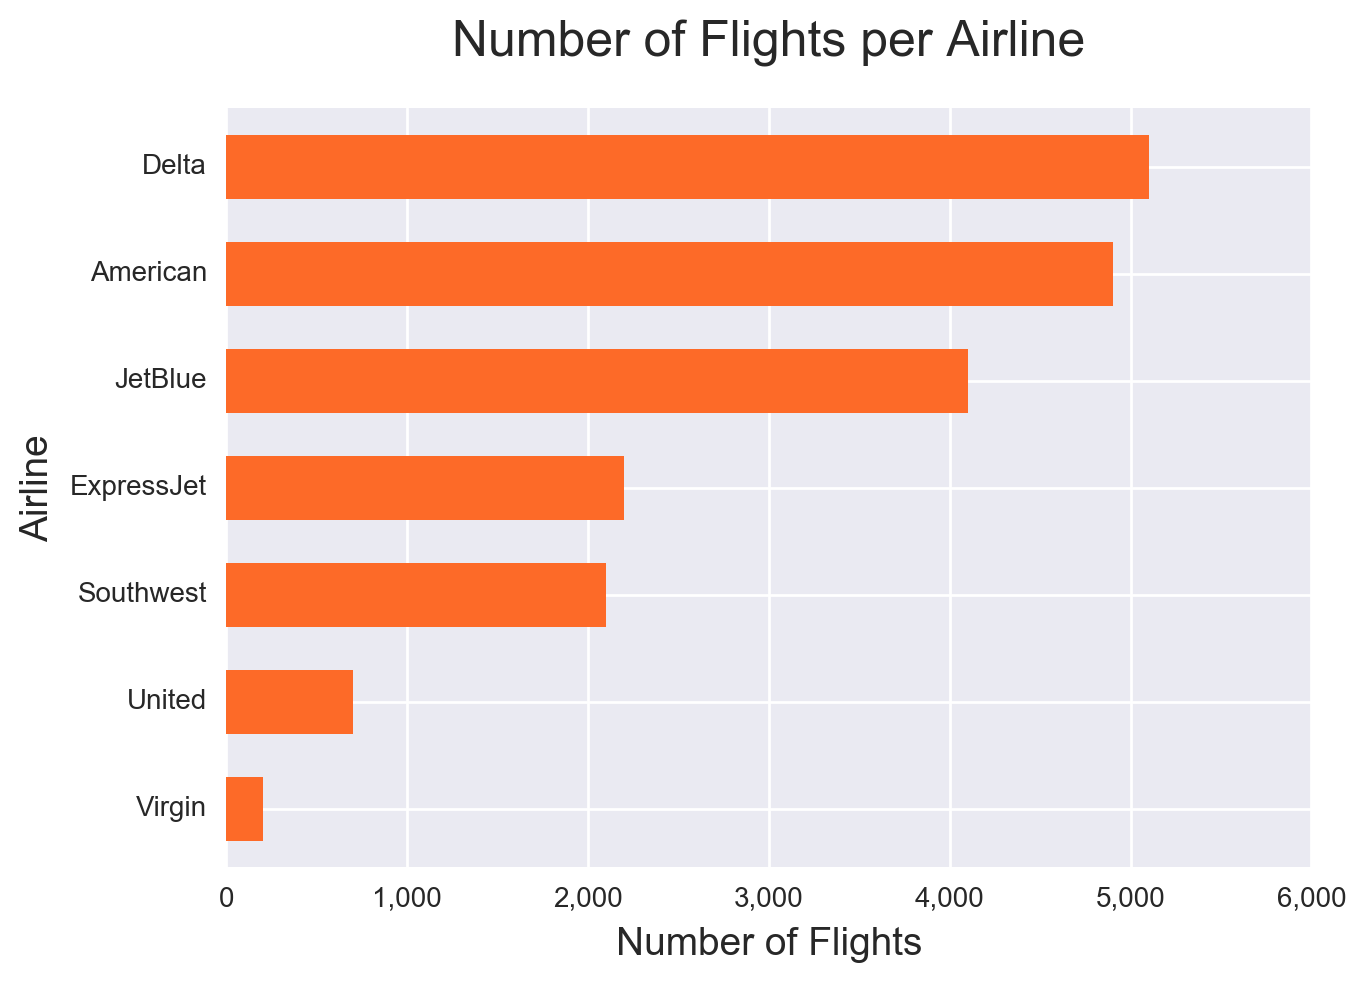 Number of Flights per Airline
Delta
American
JetBlue
ExpressJet
Southwest
United
Virgin
Airline
0 1,000 2,000 3,000 4,000 5,000 6,000
Number of Flights